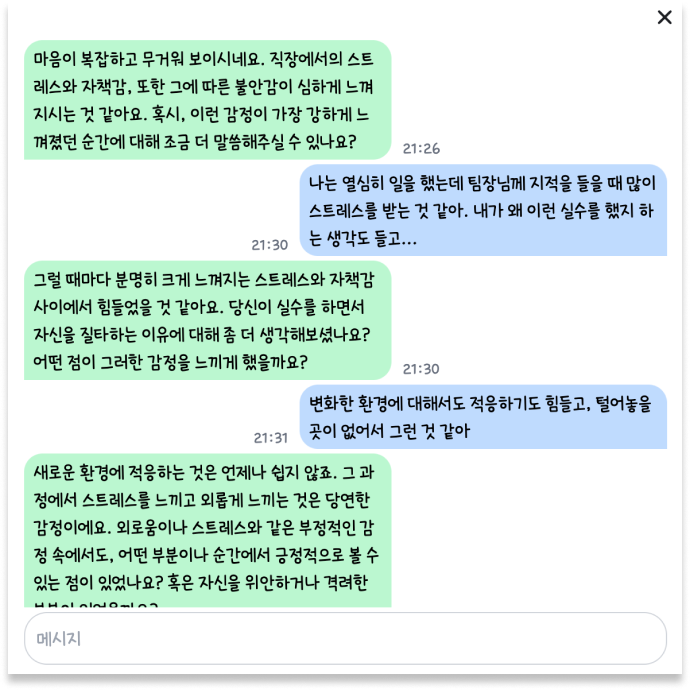 마음이 복잡하고 무거워 보이시네요. 직장에서의 스트
레스와 자책감, 또한 그에 따른 불안감이 심하게 느껴
지시는 것 같아요. 혹시, 이런 감정이 가장 강하게 느
껴졌던 순간에 대해 조금 더 말씀해주실 수 있나요?
21:26
나는 열심히 일을 했는데 팀장님께 지적을 들을 때 많이
스트레스를 받는 것 같아. 내가 왜 이런 실수를 했지 하
는 생각도 들고...
21:30
그럴 때마다 분명히 크게 느껴지는 스트레스와 자책감
사이에서 힘들었을 것 같아요. 당신이 실수를 하면서
자신을 질타하는 이유에 대해 좀 더 생각해보셨나요?
어떤 점이 그러한 감정을 느끼게 했을까요?
21:30
변화한 환경에 대해서도 적응하기도 힘들고, 털어놓을
곳이 없어서 그런 것 같아
21:31
새로운 환경에 적응하는 것은 언제나 쉽지 않죠. 그 과
정에서 스트레스를 느끼고 외롭게 느끼는 것은 당연한
감정이에요. 외로움이나 스트레스와 같은 부정적인 감
정 속에서도, 어떤 부분이나 순간에서 긍정적으로 볼 수
있는 점이 있었나요? 혹은 자신을 위안하거나 격려한
메시지